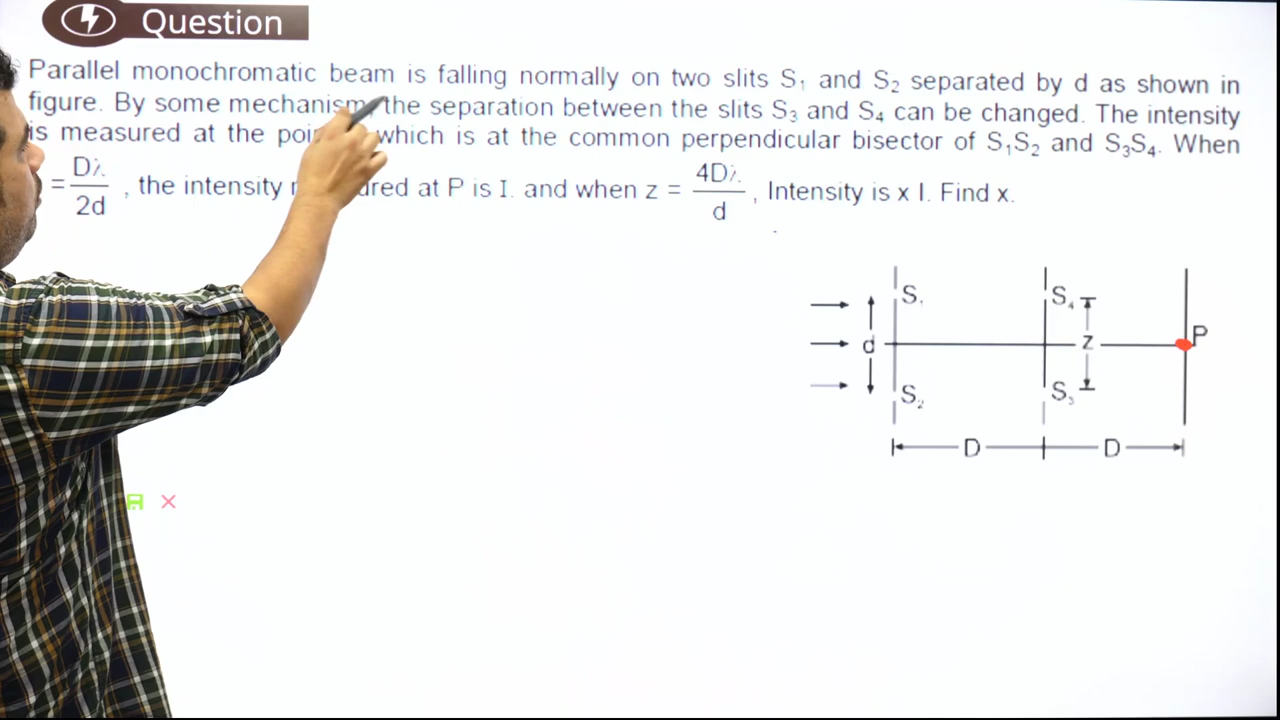 Question
Parallel monochromatic beam is falling normally on two slits S₁ and S₂ separated by d as shown in
figure. By some mechanism, the separation between the slits S₃ and S₄ can be changed. The intensity
is measured at the which is at the common perpendicular bisector of S₁S₂ and S₃S₄. When
= Dλ / 2d , the intensity at P is I. and when z = 4Dλ / d , Intensity is x I. Find x.
S₁
S₄
d
z
P
S₂
S₃
D
D